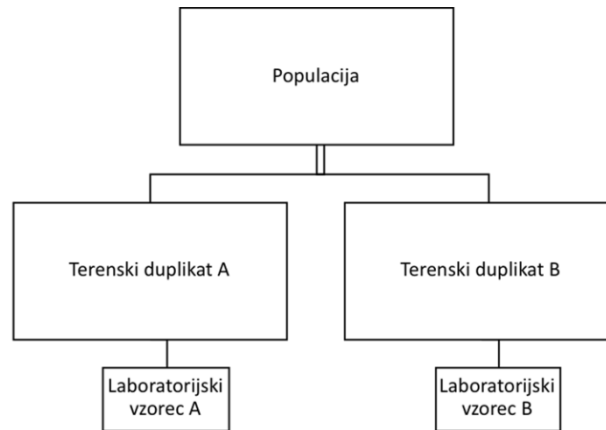 Populacija
Terenski duplikat A
Terenski duplikat B
Laboratorijski
vzorec A
Laboratorijski
vzorec B